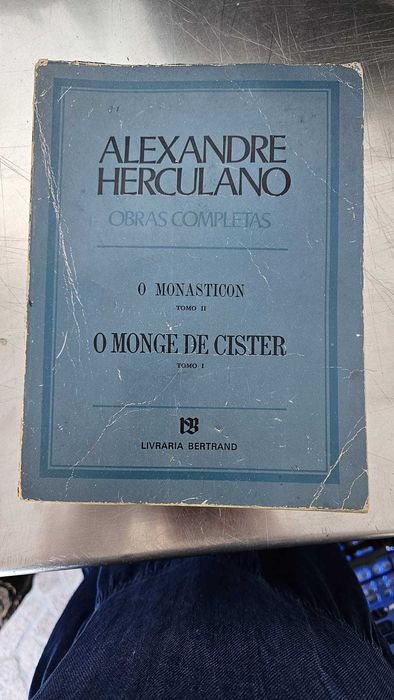 ALEXANDRE
HERCULANO
OBRAS COMPLETAS
O MONASTICON
TOMO II
O MONGE DE CISTER
TOMO I
LIVRARIA BERTRAND